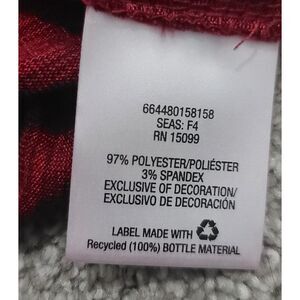 664480158158
SEAS: F4
RN 15099
97% POLYESTER/POLIÉSTER
3% SPANDEX
EXCLUSIVE OF DECORATION/
EXCLUSIVO DE DECORACIÓN
LABEL MADE WITH
Recycled (100%) BOTTLE MATERIAL